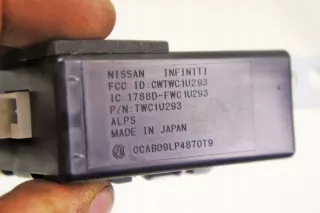 NISSAN INFINITI
FCC ID: CWTWC1U293
IC: 1788D-FWC1U293
P/N: TWC1U293
ALPS
MADE IN JAPAN
CCAB09LP4870T9